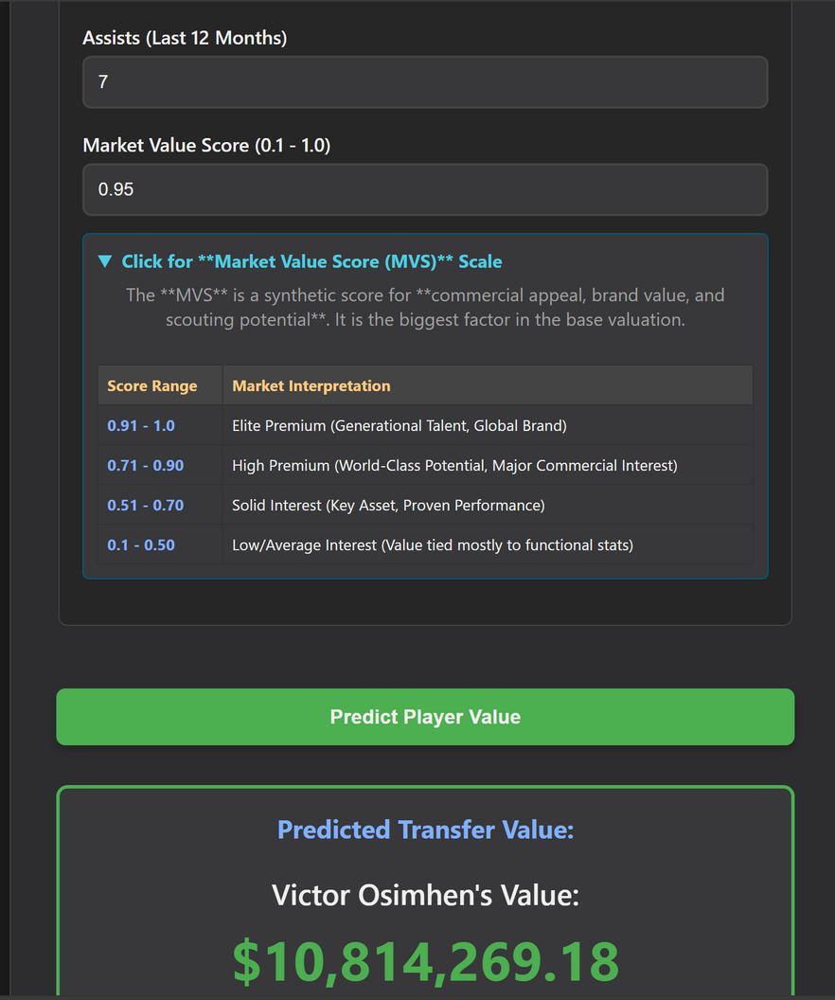 Assists (Last 12 Months)
7
Market Value Score (0.1 - 1.0)
0.95
▼ Click for **Market Value Score (MVS)** Scale
The **MVS** is a synthetic score for **commercial appeal, brand value, and
scouting potential**. It is the biggest factor in the base valuation.
Score Range Market Interpretation
0.91 - 1.0 Elite Premium (Generational Talent, Global Brand)
0.71 - 0.90 High Premium (World-Class Potential, Major Commercial Interest)
0.51 - 0.70 Solid Interest (Key Asset, Proven Performance)
0.1 - 0.50 Low/Average Interest (Value tied mostly to functional stats)
Predict Player Value
Predicted Transfer Value:
Victor Osimhen's Value:
$10,814,269.18